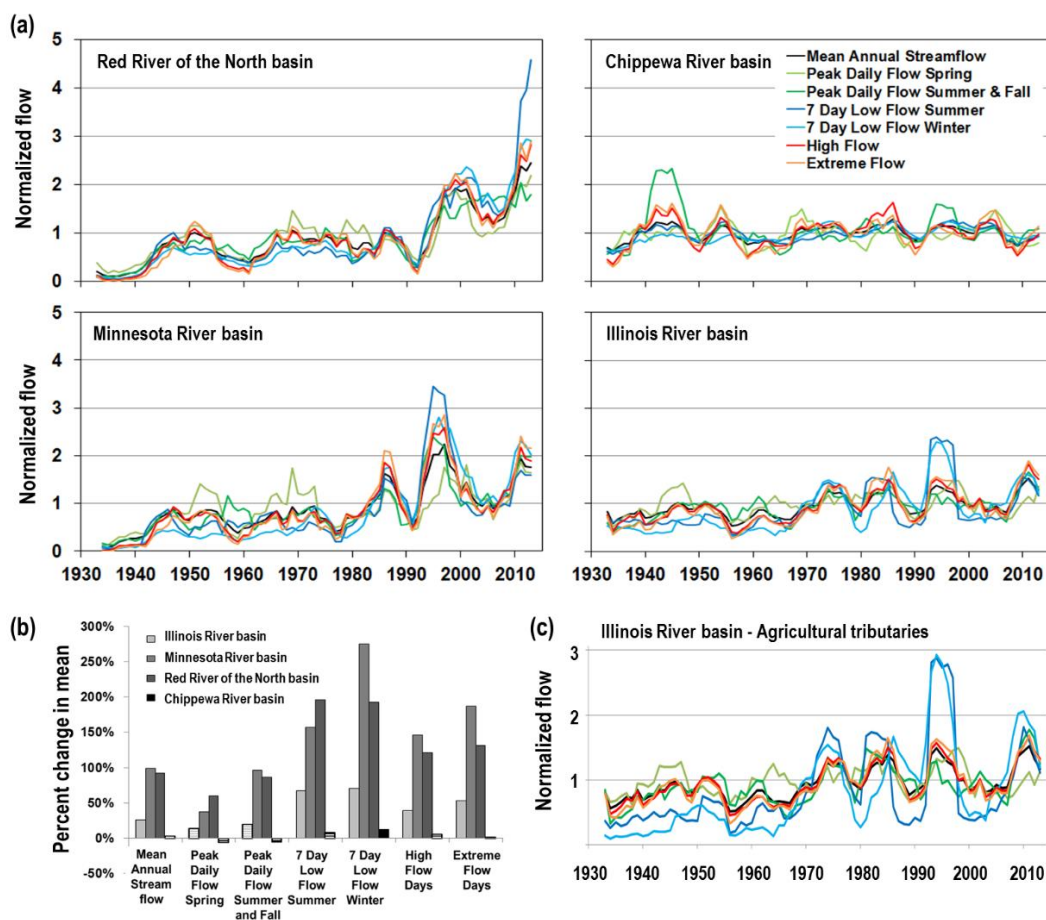 (a)
Red River of the North basin
Normalized flow
5
4
3
2
1
0
Chippewa River basin
Mean Annual Streamflow
Peak Daily Flow Spring
Peak Daily Flow Summer & Fall
7 Day Low Flow Summer
7 Day Low Flow Winter
High Flow
Extreme Flow
Minnesota River basin
Normalized flow
5
4
3
2
1
0
1930 1940 1950 1960 1970 1980 1990 2000 2010
Illinois River basin
1930 1940 1950 1960 1970 1980 1990 2000 2010
(b)
Percent change in mean
300%
250%
200%
150%
100%
50%
0%
-50%
Illinois River basin
Minnesota River basin
Red River of the North basin
Chippewa River basin
Mean
Annual
Stream
flow
Peak
Daily
Flow
Spring
Peak
Daily
Flow
Summer
and Fall
7 Day
Low
Flow
Summer
7 Day
Low
Flow
Winter
High
Flow
Days
Extreme
Flow
Days
(c)
Illinois River basin - Agricultural tributaries
Normalized flow
3
2
1
0
1930 1940 1950 1960 1970 1980 1990 2000 2010